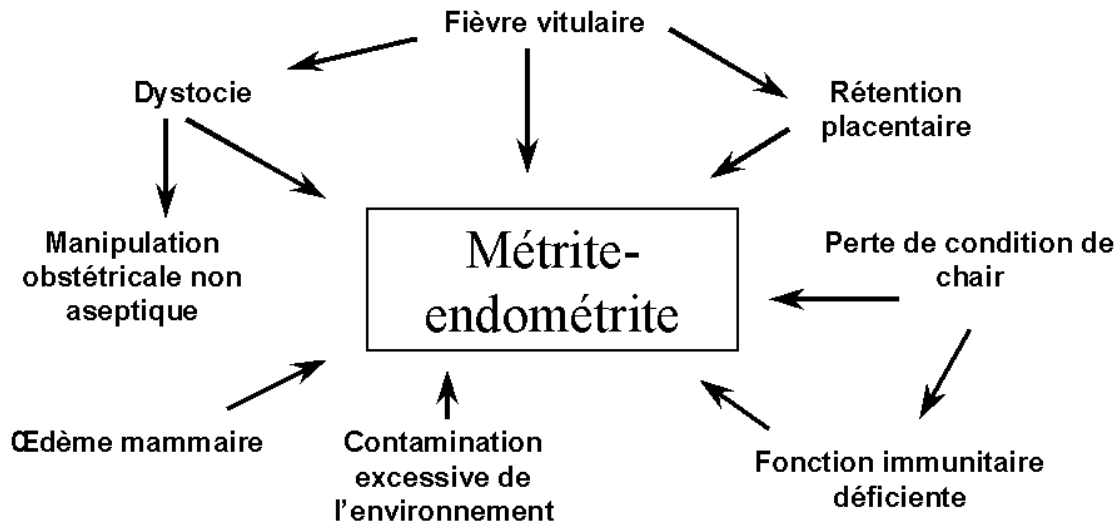 Fièvre vitulaire
Dystocie
Rétention
placentaire
Manipulation
obstétricale non
aseptique
Métrite-
endométrite
Perte de condition de
chair
Œdème mammaire
Contamination
excessive de
l'environnement
Fonction immunitaire
déficiente